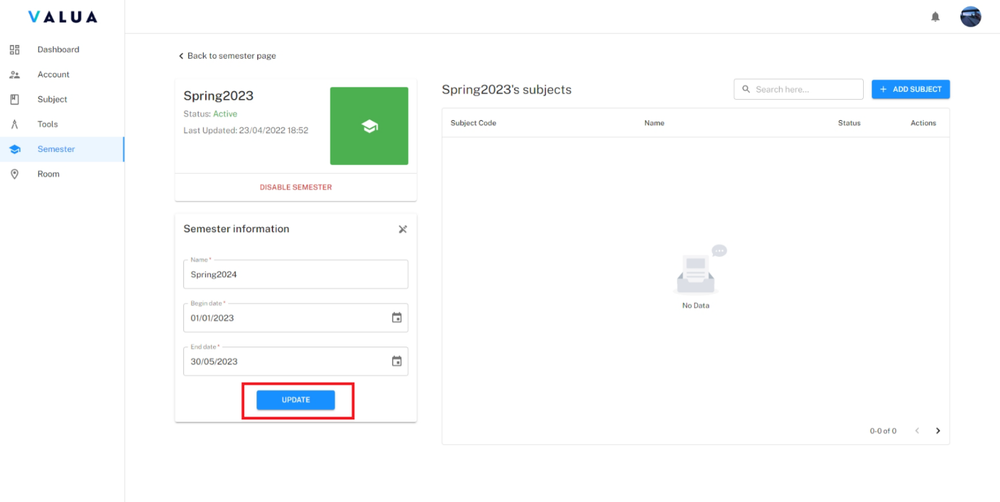 VALUA
Dashboard
Account
Subject
Tools
Semester
Room
Back to semester page
Spring2023
Status: Active
Last Updated: 23/04/2022 18:52
DISABLE SEMESTER
Semester information
Name *
Spring2024
Begin date *
01/01/2023
End date *
30/05/2023
UPDATE
Spring2023's subjects
Search here...
+ ADD SUBJECT
Subject Code Name Status Actions
No Data
0-0 of 0